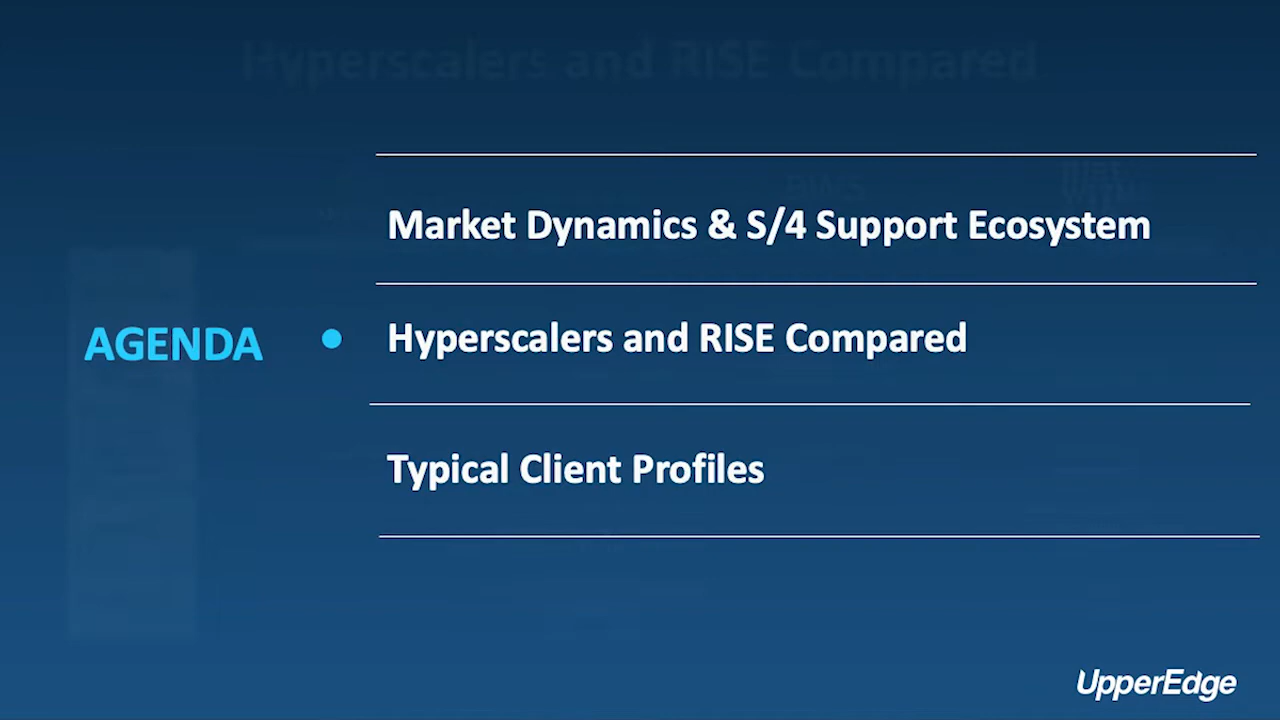 Hyperscalers and RISE Compared
Market Dynamics & S/4 Support Ecosystem
AGENDA
Hyperscalers and RISE Compared
Typical Client Profiles
UpperEdge